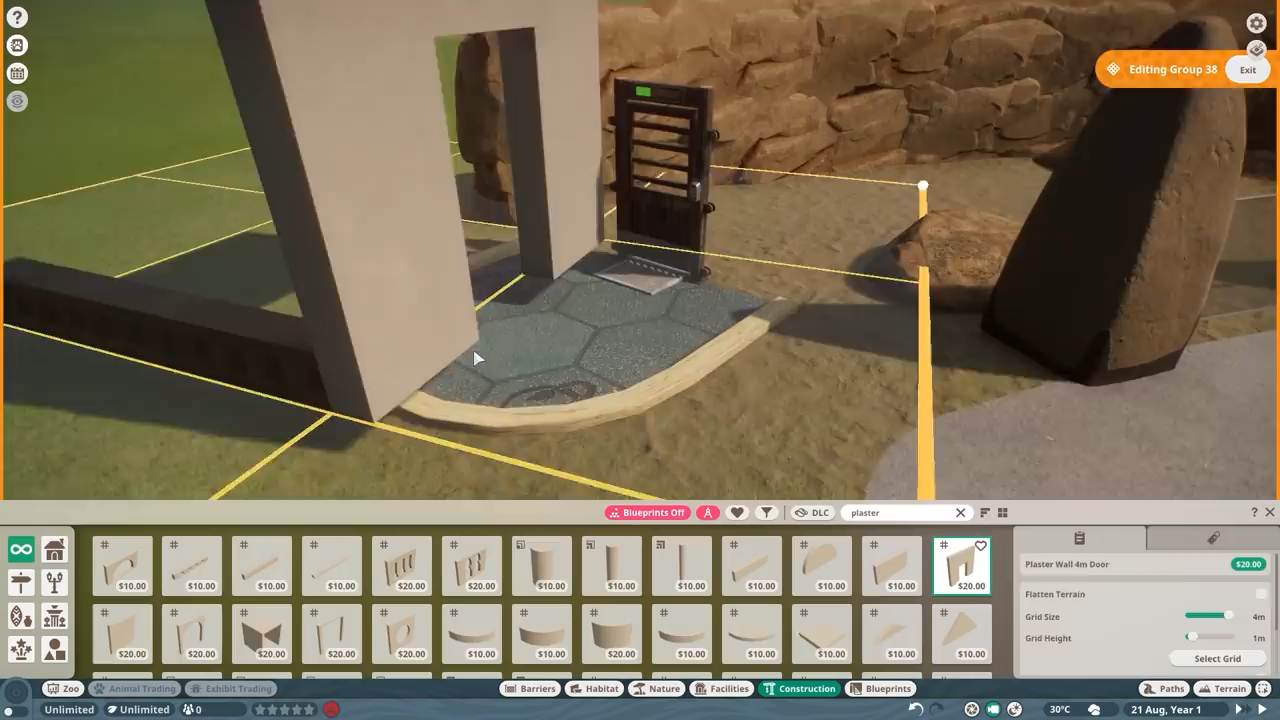 ?
Editing Group 38
Exit
Blueprints Off
DLC
plaster
? 
$10.00 $10.00 $10.00 $10.00 $20.00 $20.00 $10.00 $10.00 $10.00 $10.00 $10.00 $10.00 $20.00
$20.00 $20.00 $20.00 $20.00 $20.00 $10.00 $10.00 $20.00 $10.00 $10.00 $10.00 $10.00 $10.00
Plaster Wall 4m Door
$20.00
Flatten Terrain
Grid Size
4m
Grid Height
1m
Select Grid
Zoo
Animal Trading
Exhibit Trading
Barriers
Habitat
Nature
Facilities
Construction
Blueprints
Paths
Terrain
Unlimited
Unlimited
0
30°C
21 Aug, Year 1